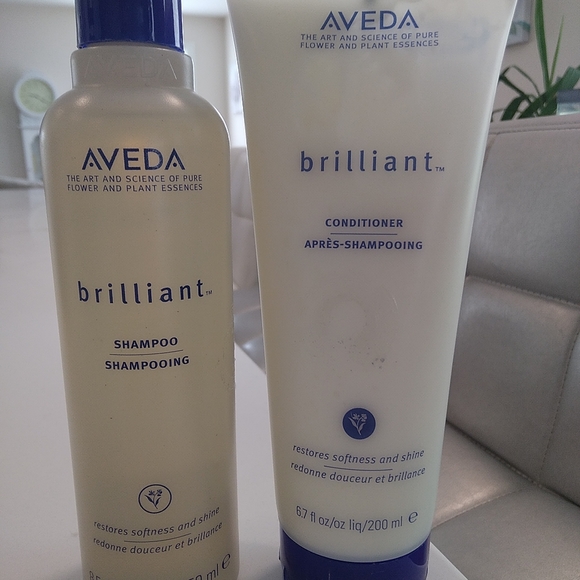 AVEDA
THE ART AND SCIENCE OF PURE
FLOWER AND PLANT ESSENCES
brilliant™
SHAMPOO
SHAMPOOING
restores softness and shine
redonne douceur et brillance
ml e
AVEDA
THE ART AND SCIENCE OF PURE
FLOWER AND PLANT ESSENCES
brilliant™
CONDITIONER
APRÈS-SHAMPOOING
restores softness and shine
redonne douceur et brillance
6.7 fl oz/oz liq/200 ml e